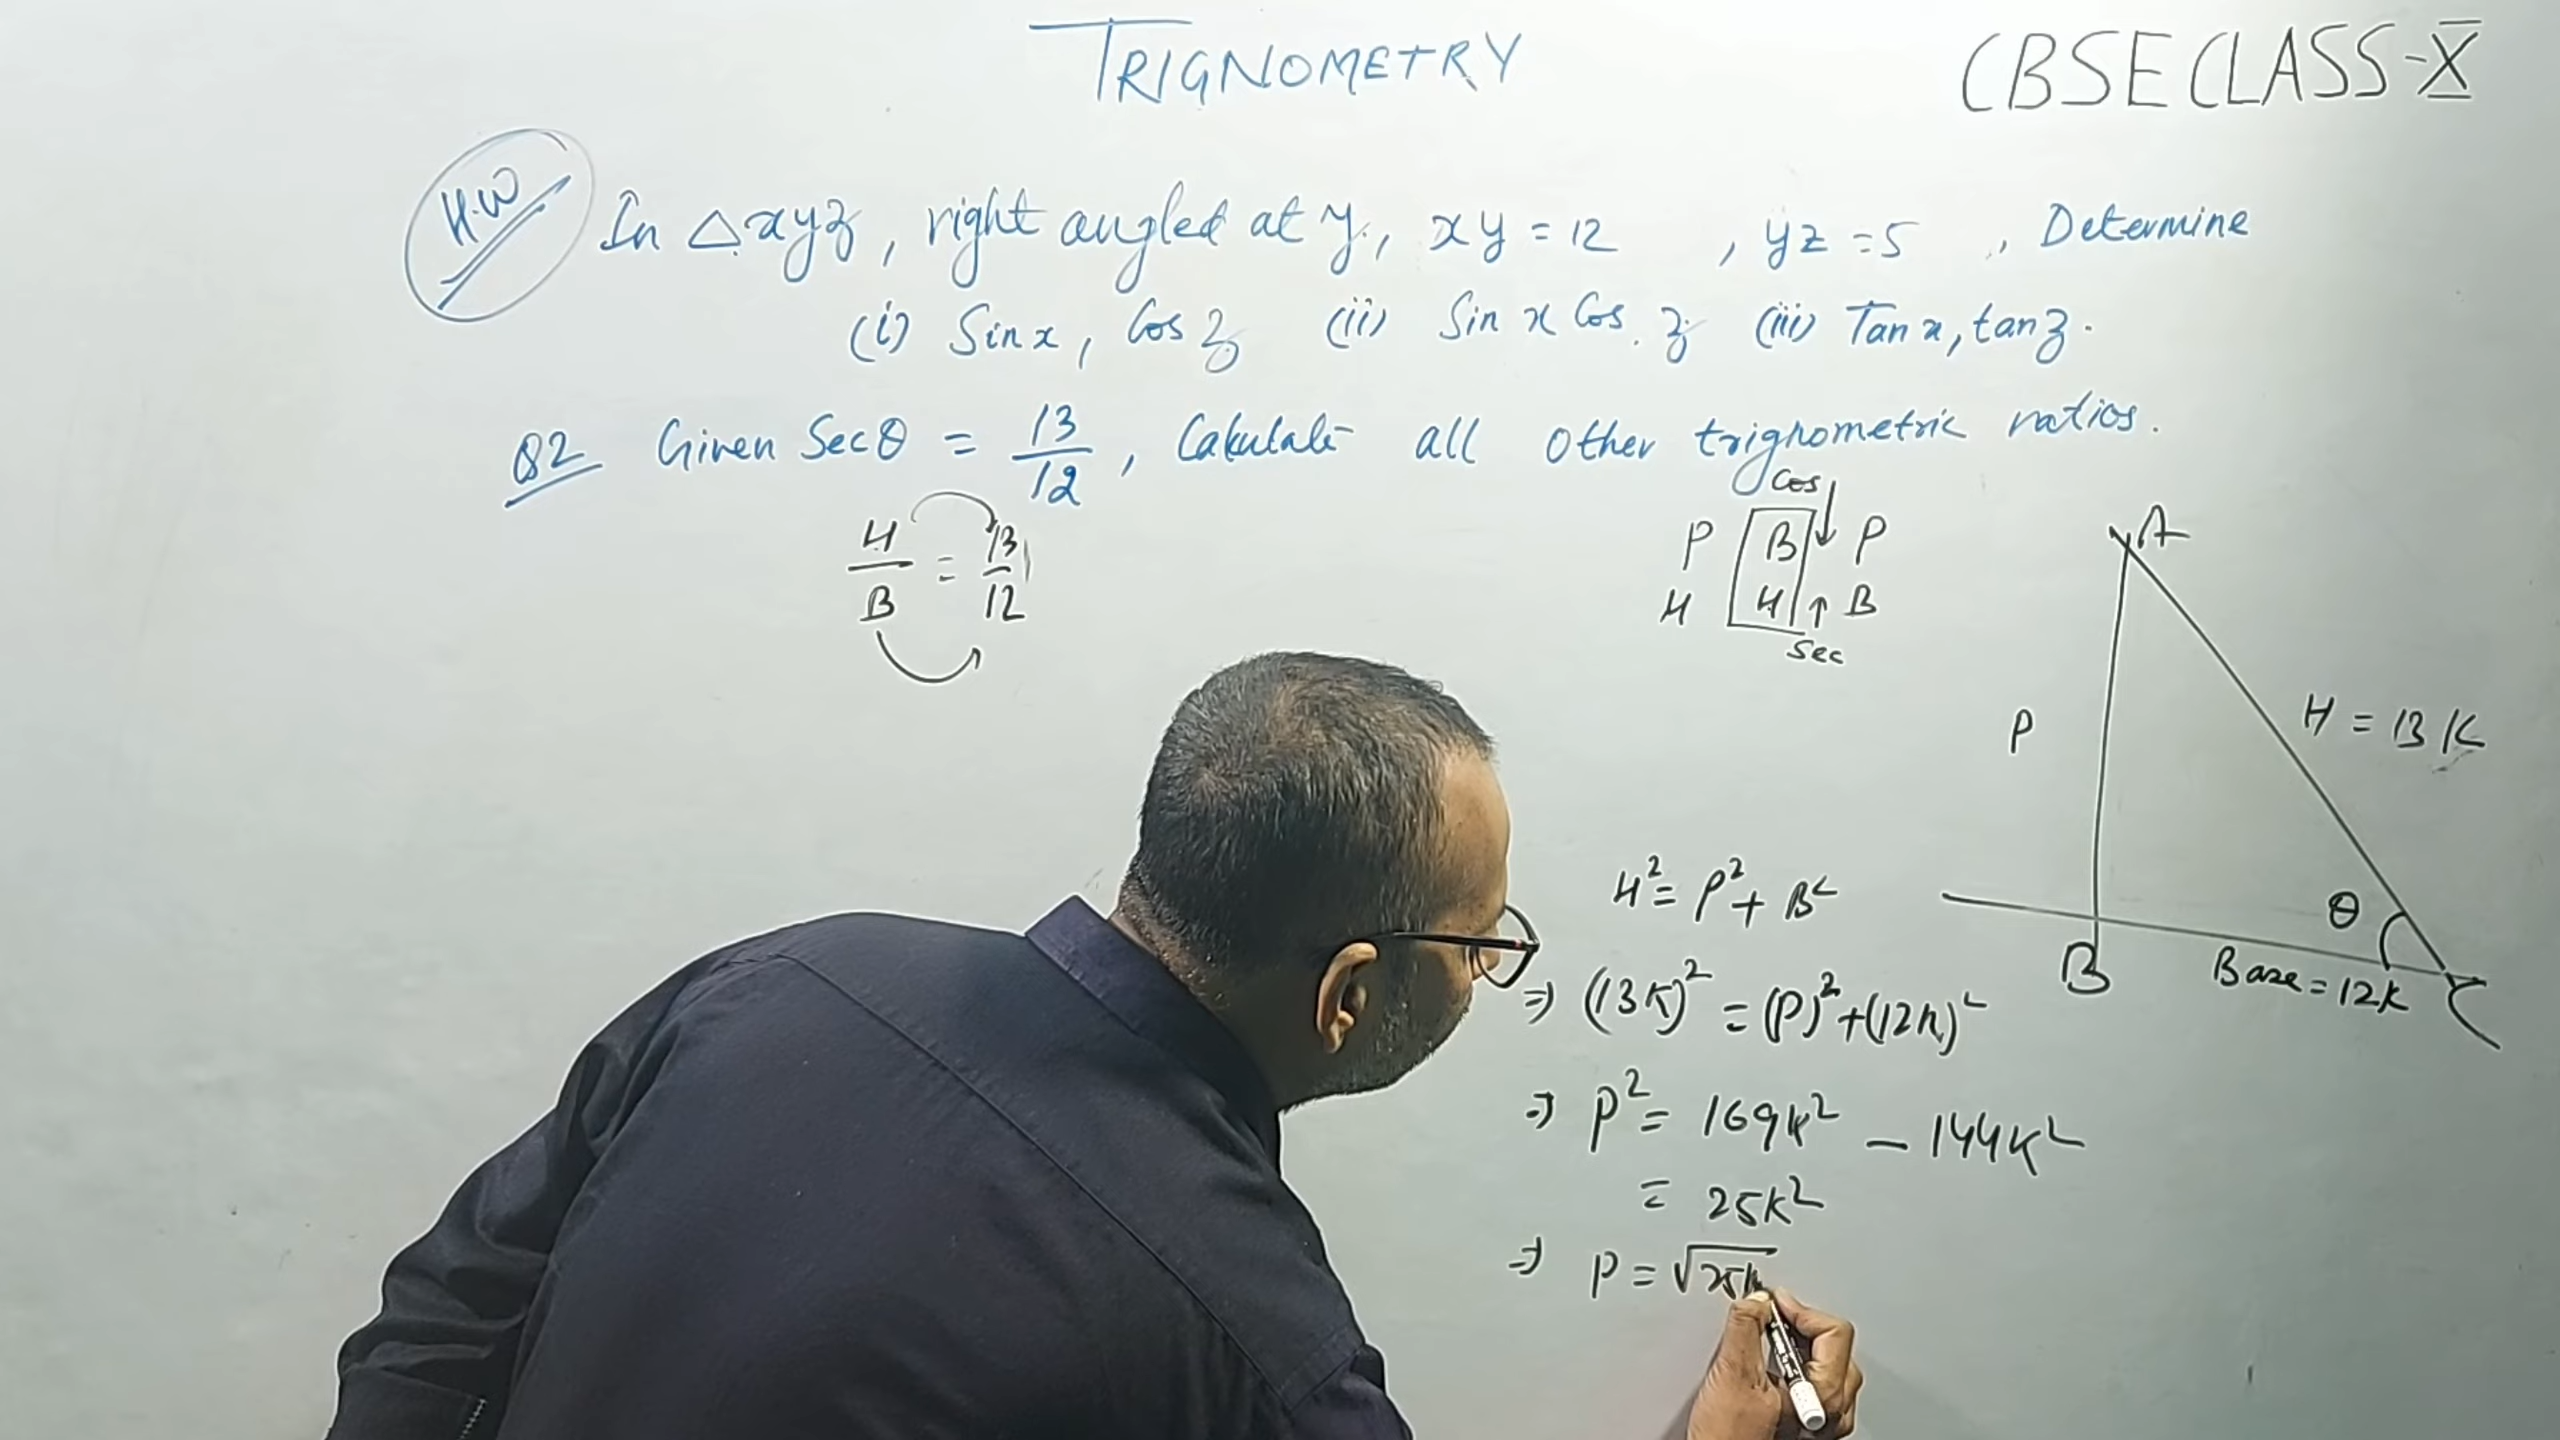 TRIGNOMETRY
CBSE CLASS-X
H.W
In △xyz, right angled at y, xy = 12 , yz = 5 , Determine
(i) Sin x, Cos z (ii) Sin x Cos z (iii) Tan x, tan z.
Q2 Given Sec θ = 13/12, Calculate all other trignometric ratios.
H/B = 13/12
Cos
P B P
H H B
Sec
A
P
H = 13K
θ
B
Base = 12K
C
H² = P² + B²
⇒ (13K)² = (P)² + (12K)²
⇒ P² = 169K² - 144K²
= 25K²
⇒ P = √25K